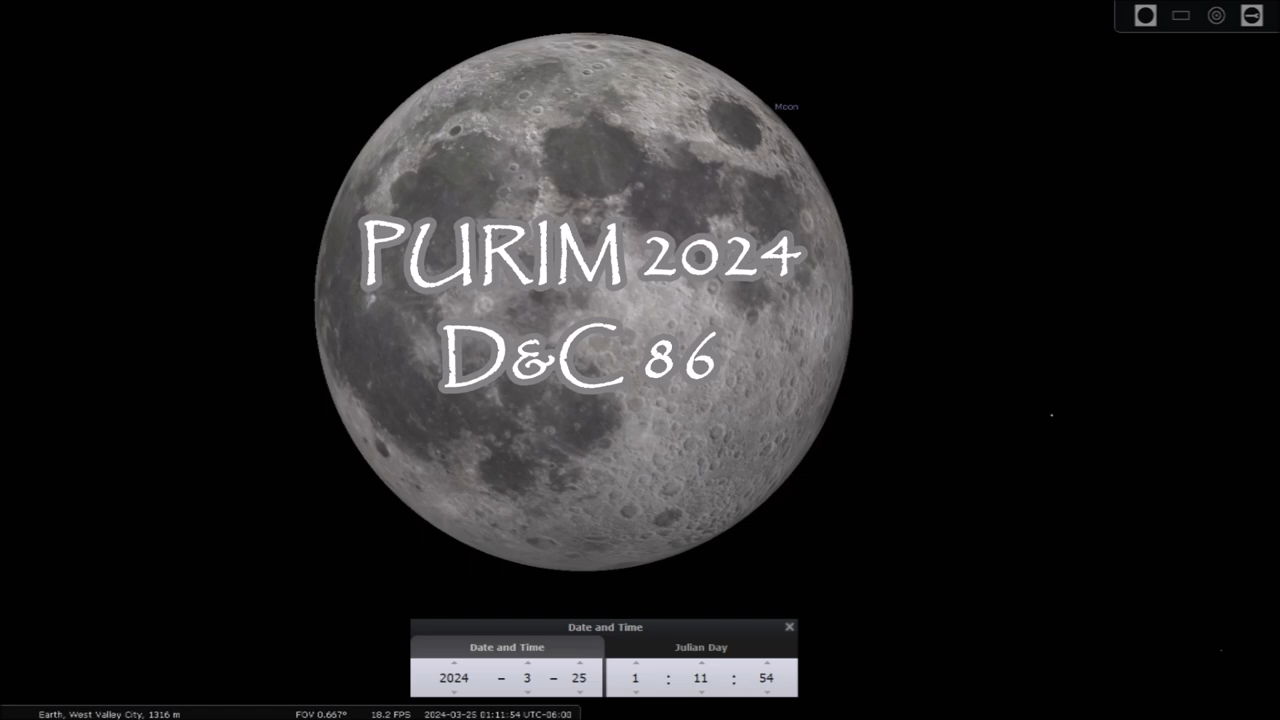 Moon
PURIM 2024
D&C 86
Date and Time
Date and Time Julian Day
2024 - 3 - 25 1 : 11 : 54
Earth, West Valley City, 1316 m FOV 0.667° 18.2 FPS 2024-03-25 01:11:54 UTC-06:00